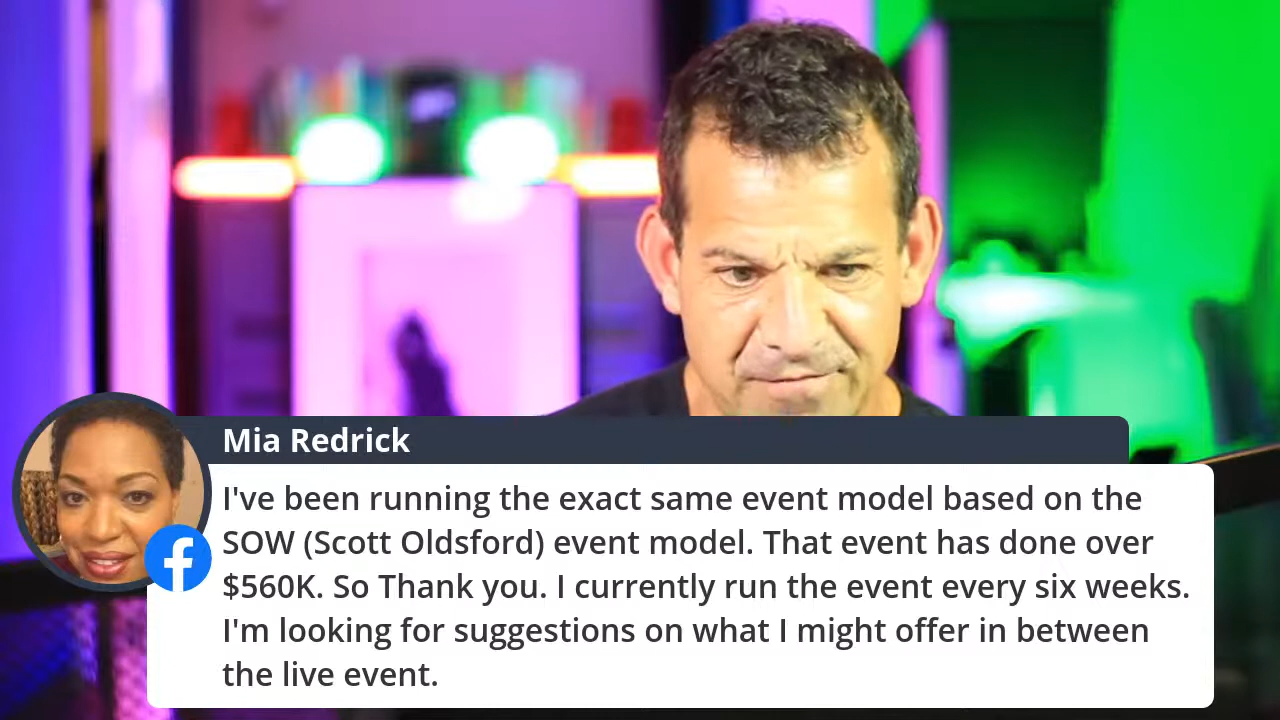 Mia Redrick
I've been running the exact same event model based on the
SOW (Scott Oldsford) event model. That event has done over
$560K. So Thank you. I currently run the event every six weeks.
I'm looking for suggestions on what I might offer in between
the live event.